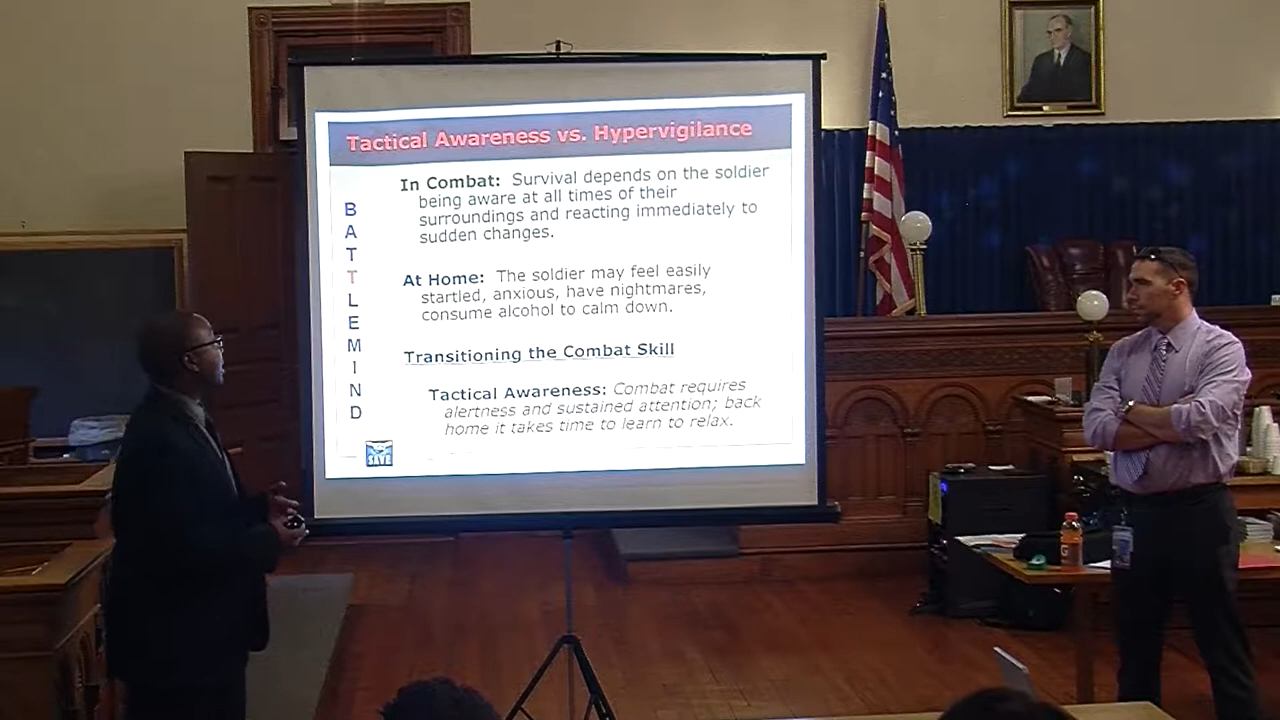 Tactical Awareness vs. Hypervigilance
BATTLEMIND
In Combat: Survival depends on the soldier
being aware at all times of their
surroundings and reacting immediately to
sudden changes.
At Home: The soldier may feel easily
startled, anxious, have nightmares,
consume alcohol to calm down.
Transitioning the Combat Skill
Tactical Awareness: Combat requires
alertness and sustained attention; back
home it takes time to learn to relax.
SAVE
G